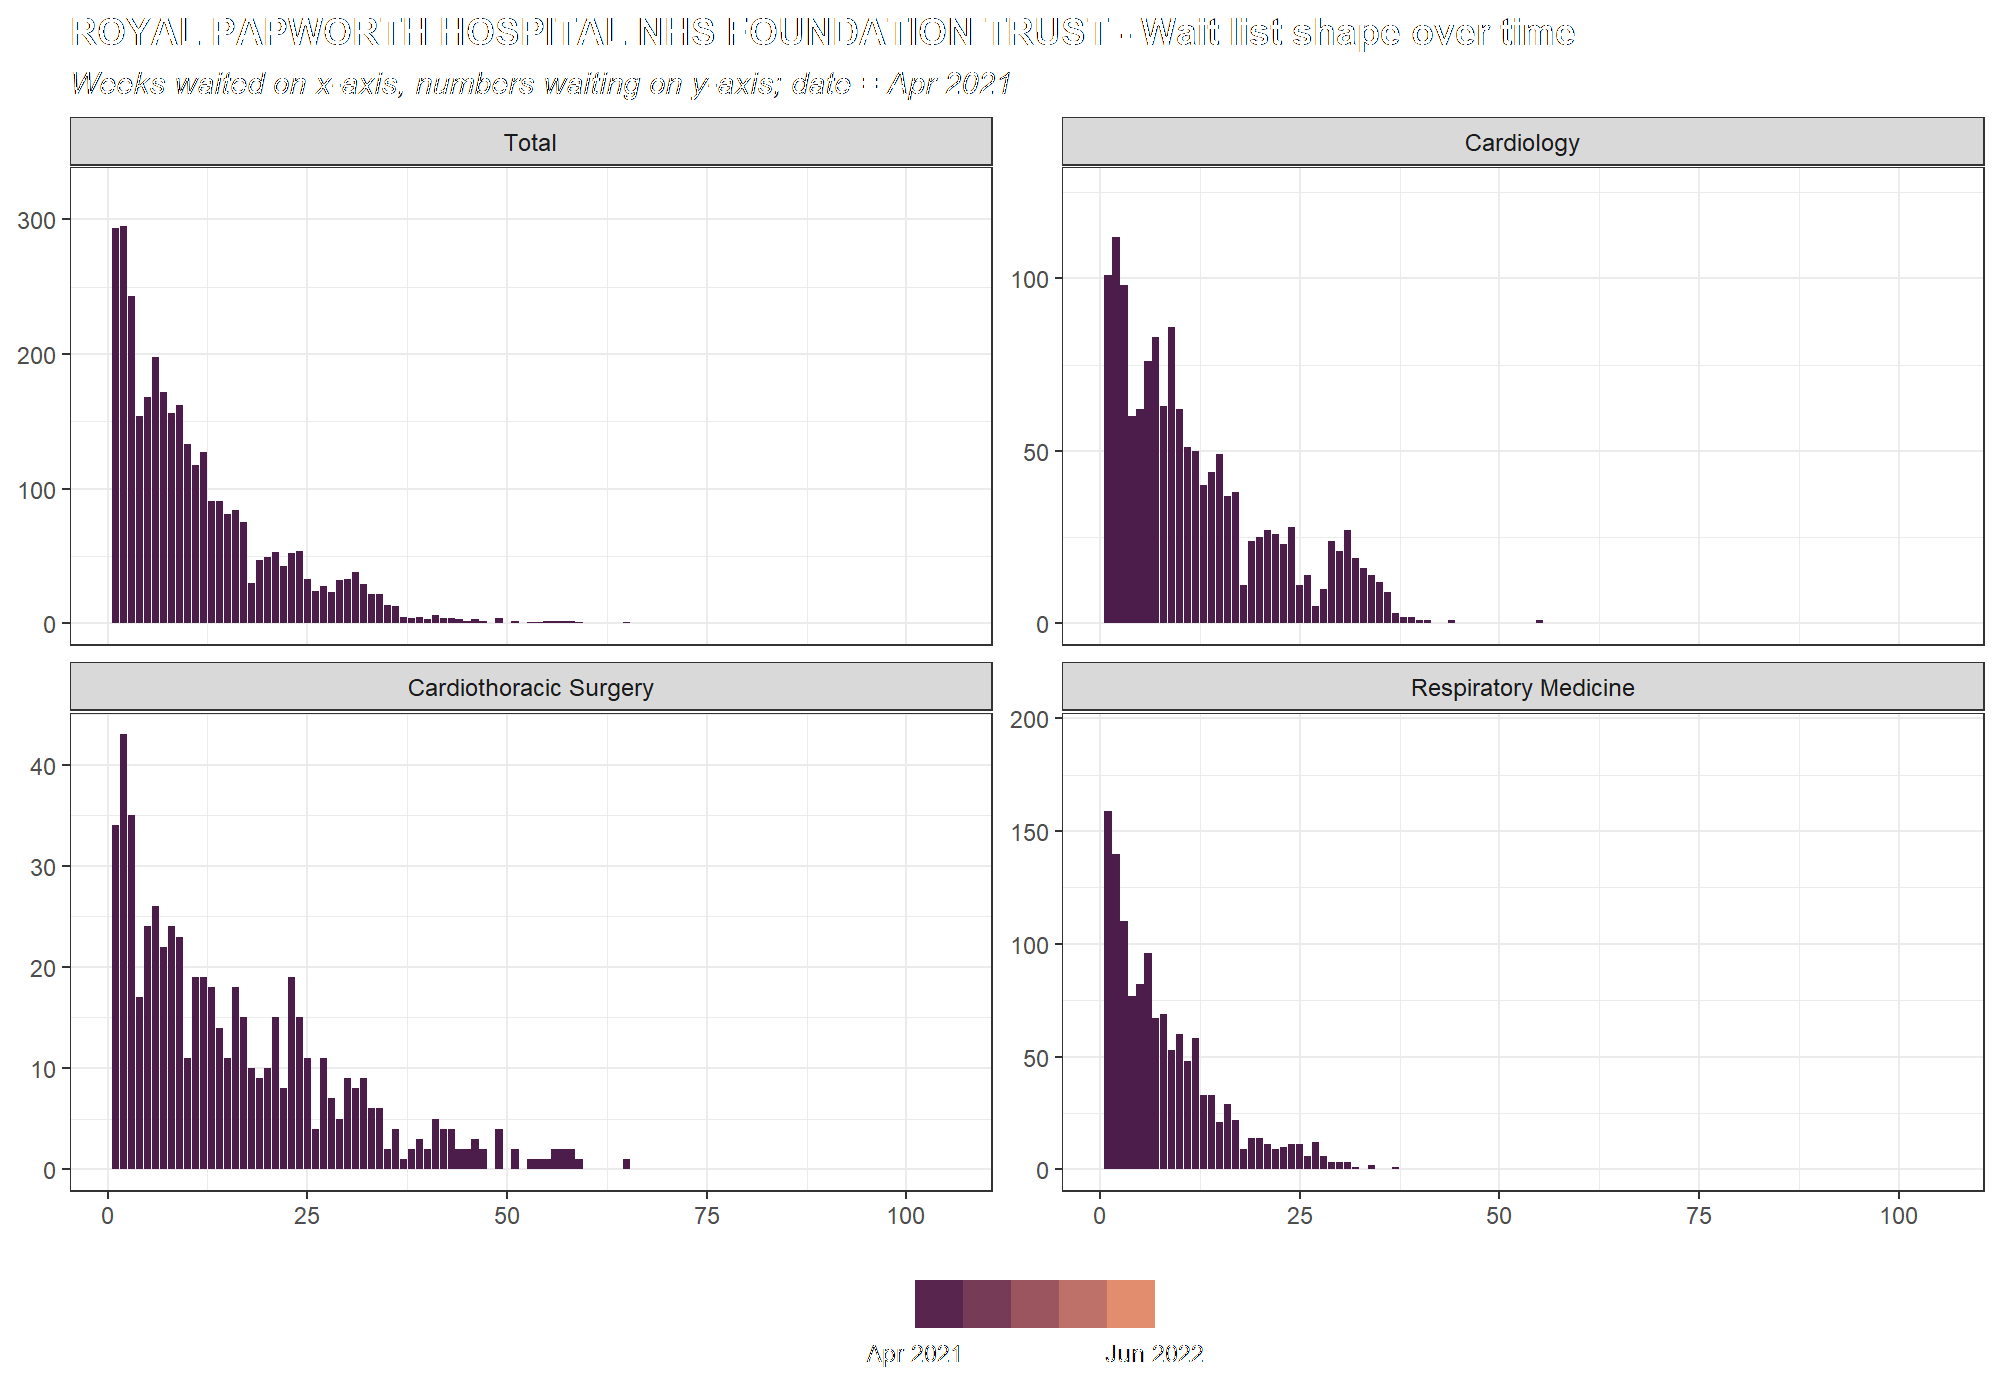 ROYAL PAPWORTH HOSPITAL NHS FOUNDATION TRUST - Wait list shape over time
Weeks waited on x-axis, numbers waiting on y-axis; date = Apr 2021
Total
Cardiology
300
200
100
0
100
50
0
Cardiothoracic Surgery
Respiratory Medicine
40
30
20
10
0
200
150
100
50
0
0 25 50 75 100
0 25 50 75 100
Apr 2021 Jun 2022